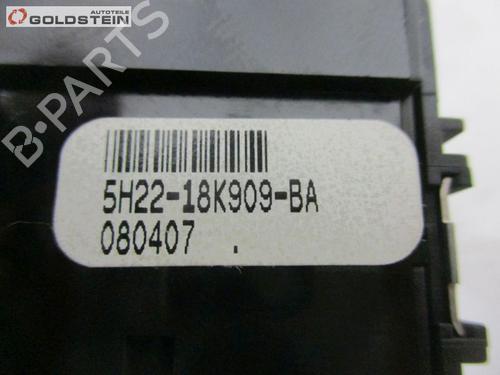 AUTOTEILE
GOLDSTEIN
B-PARTS
5H22-18K909-BA
080407 .